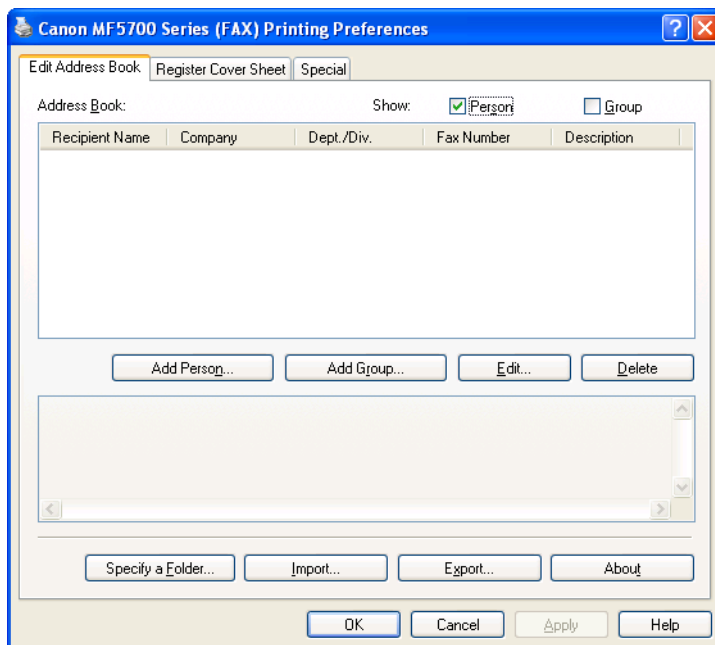 Canon MF5700 Series (FAX) Printing Preferences
Edit Address Book Register Cover Sheet Special
Address Book: Show: Person Group
Recipient Name Company Dept./Div. Fax Number Description
Add Person... Add Group... Edit... Delete
Specify a Folder... Import... Export... About
OK Cancel Apply Help